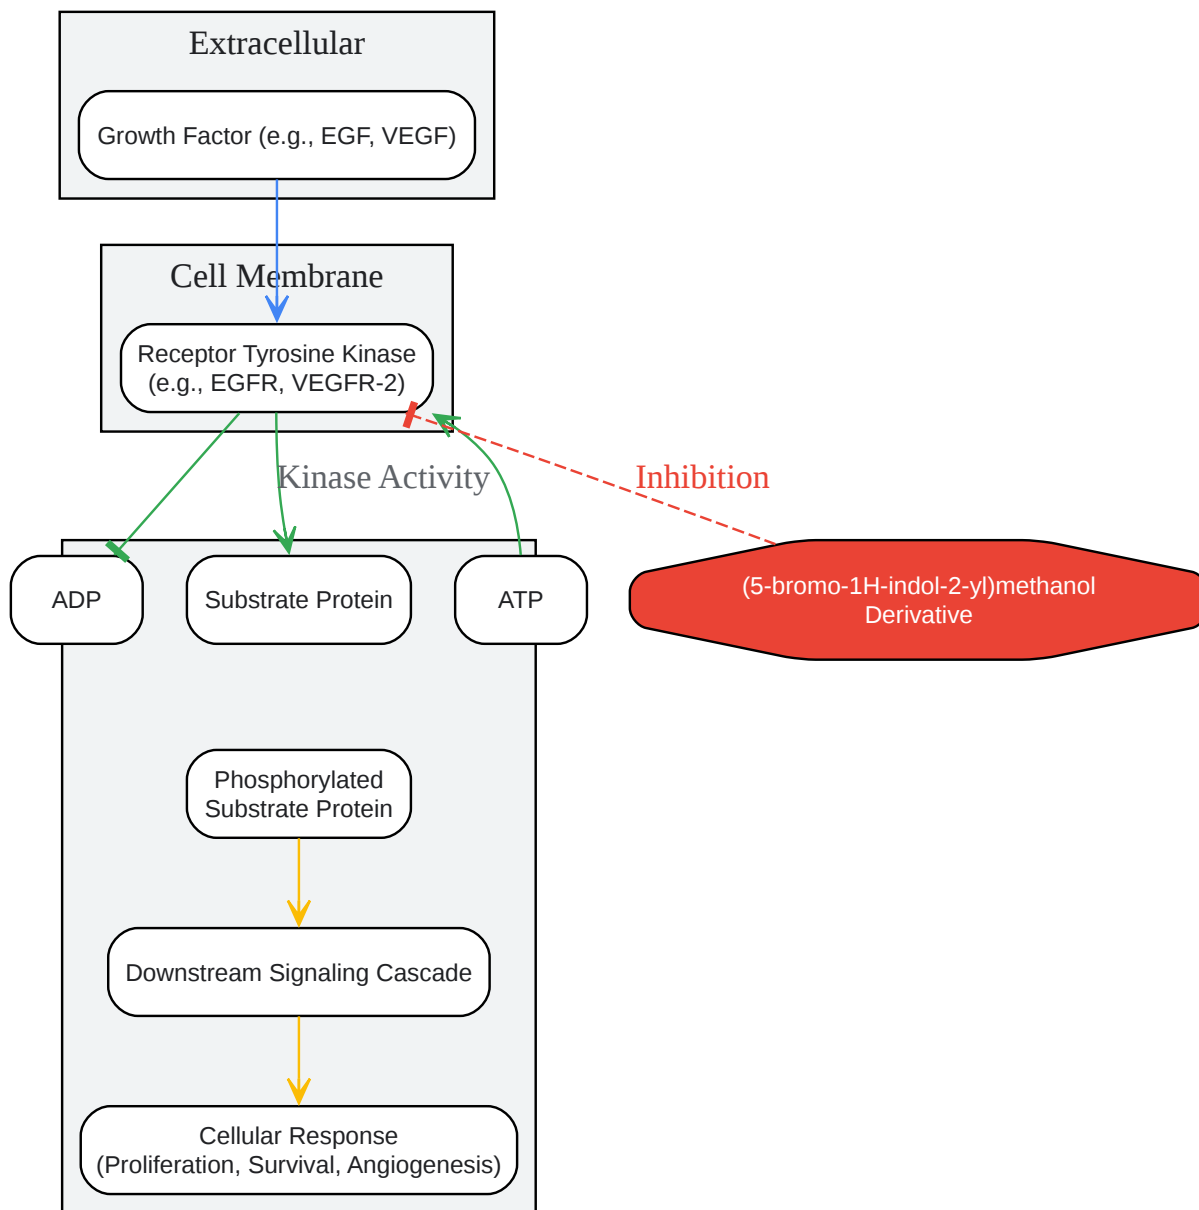 Extracellular
Growth Factor (e.g., EGF, VEGF)
Cell Membrane
Receptor Tyrosine Kinase
(e.g., EGFR, VEGFR-2)
Kinase Activity
Inhibition
ADP
Substrate Protein
ATP
(5-bromo-1H-indol-2-yl)methanol
Derivative
Phosphorylated
Substrate Protein
Downstream Signaling Cascade
Cellular Response
(Proliferation, Survival, Angiogenesis)